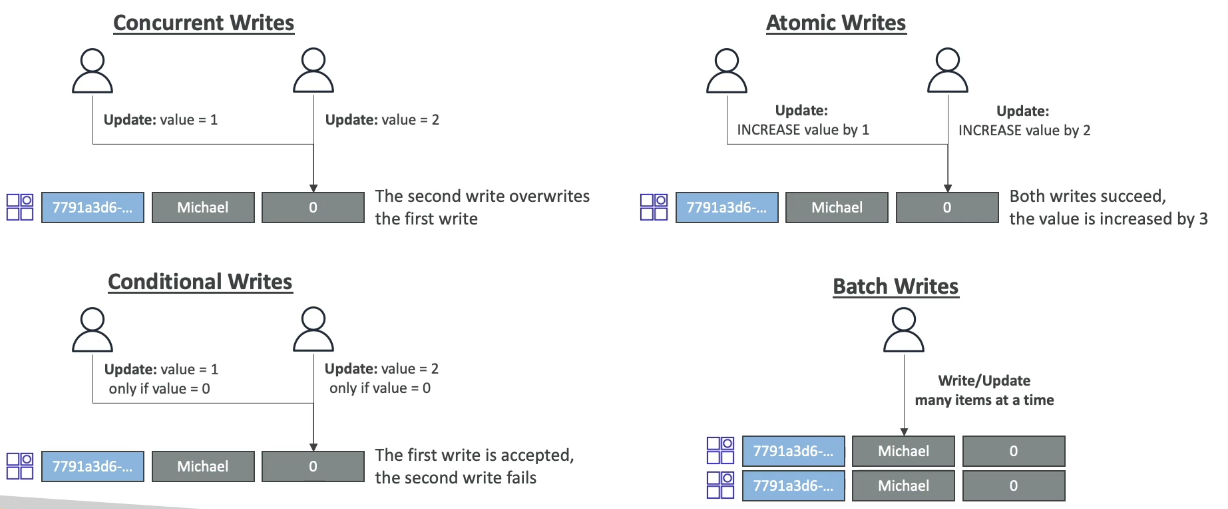 Concurrent Writes
Update: value = 1
Update: value = 2
7791a3d6-...
Michael
0
The second write overwrites
the first write
Atomic Writes
Update:
INCREASE value by 1
Update:
INCREASE value by 2
7791a3d6-...
Michael
0
Both writes succeed,
the value is increased by 3
Conditional Writes
Update: value = 1
only if value = 0
Update: value = 2
only if value = 0
7791a3d6-...
Michael
0
The first write is accepted,
the second write fails
Batch Writes
Write/Update
many items at a time
7791a3d6-...
Michael
0
7791a3d6-...
Michael
0